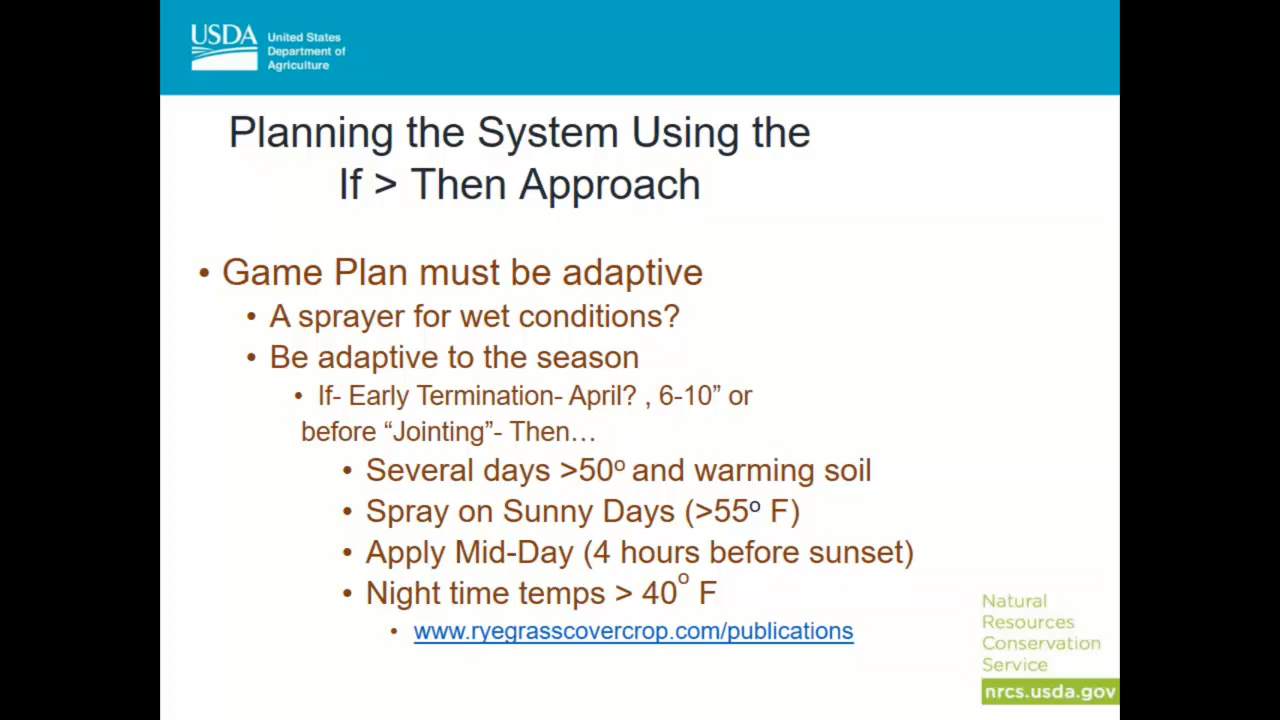 USDA
United States
Department of
Agriculture
Planning the System Using the
If > Then Approach
• Game Plan must be adaptive
• A sprayer for wet conditions?
• Be adaptive to the season
• If- Early Termination- April? , 6-10” or
before “Jointing”- Then…
• Several days >50º and warming soil
• Spray on Sunny Days (>55º F)
• Apply Mid-Day (4 hours before sunset)
• Night time temps > 40º F
• www.ryegrasscovercrop.com/publications
Natural
Resources
Conservation
Service
nrcs.usda.gov